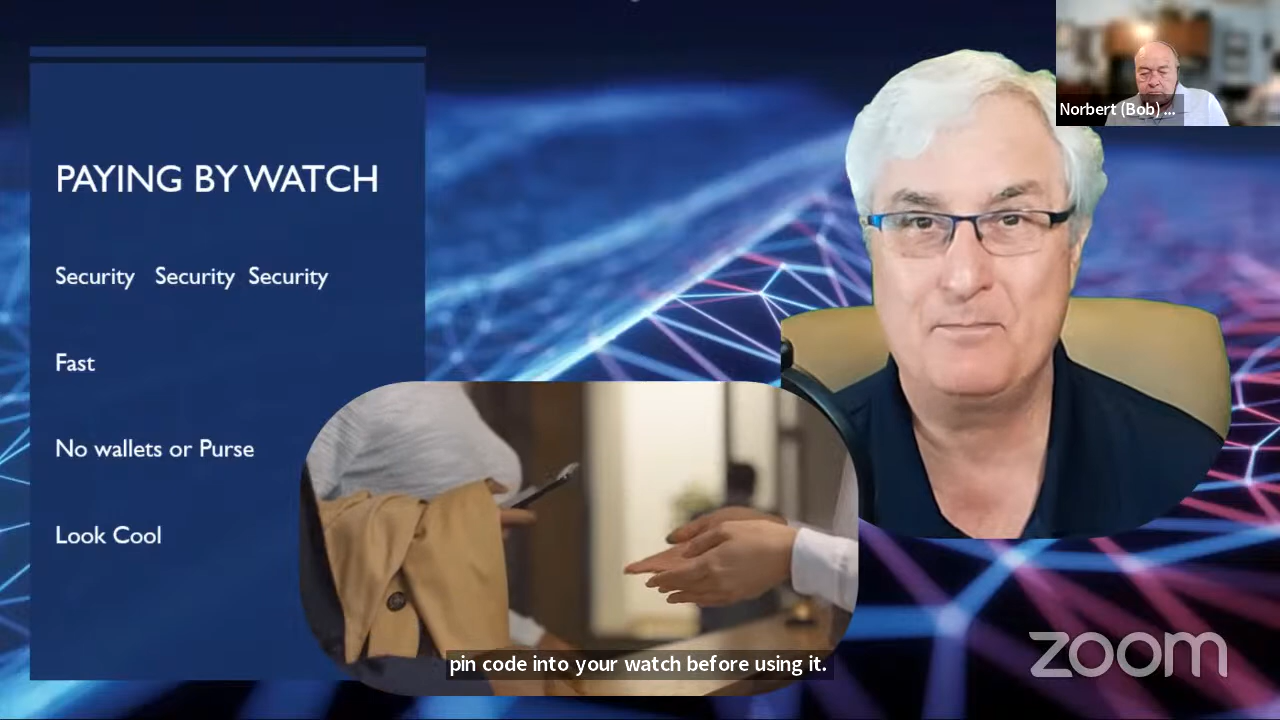 Norbert (Bob) ...
PAYING BY WATCH
Security Security Security
Fast
No wallets or Purse
Look Cool
pin code into your watch before using it.
zoom